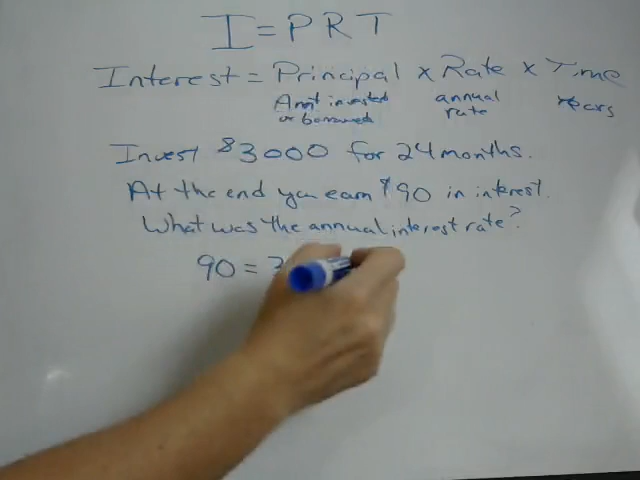 I = P R T
Interest = Principal x Rate x Time
Amt invested annual years
or borrowed rate
Invest $3000 for 24 months.
At the end you earn $90 in interest.
What was the annual interest rate?
90 = 3